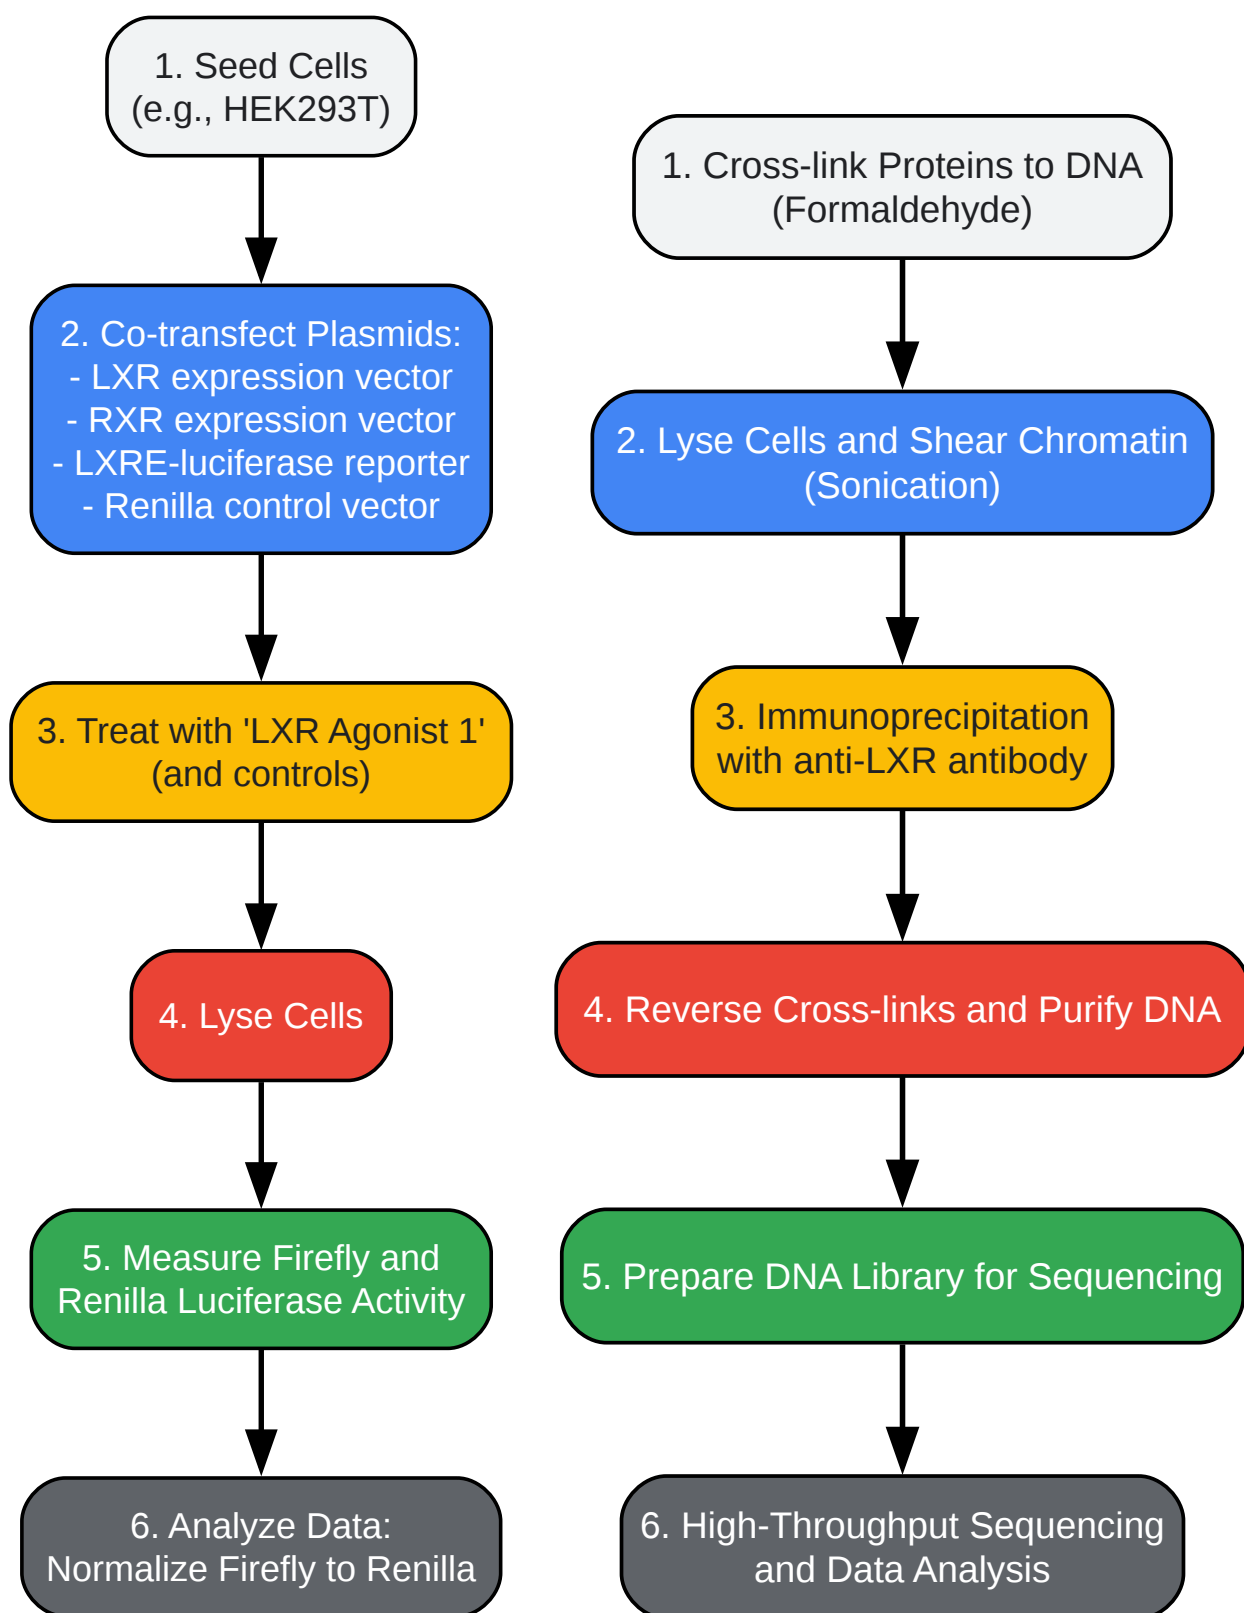 1. Seed Cells
(e.g., HEK293T)
2. Co-transfect Plasmids:
- LXR expression vector
- RXR expression vector
- LXRE-luciferase reporter
- Renilla control vector
3. Treat with 'LXR Agonist 1'
(and controls)
4. Lyse Cells
5. Measure Firefly and
Renilla Luciferase Activity
6. Analyze Data:
Normalize Firefly to Renilla
1. Cross-link Proteins to DNA
(Formaldehyde)
2. Lyse Cells and Shear Chromatin
(Sonication)
3. Immunoprecipitation
with anti-LXR antibody
4. Reverse Cross-links and Purify DNA
5. Prepare DNA Library for Sequencing
6. High-Throughput Sequencing
and Data Analysis